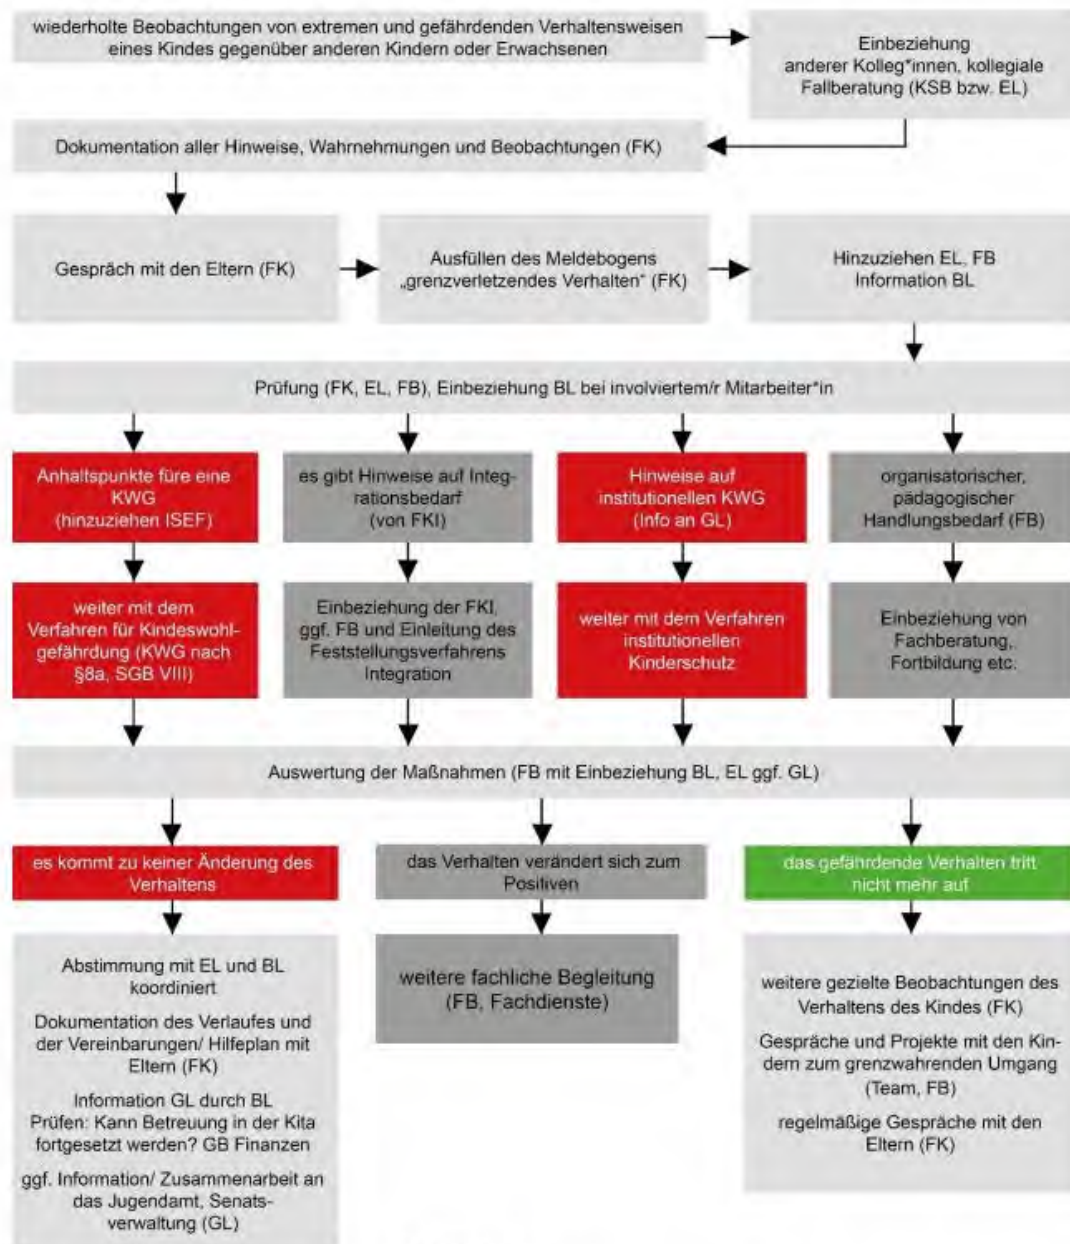 wiederholte Beobachtungen von extremen und gefährdenden Verhaltensweisen
eines Kindes gegenüber anderen Kindern oder Erwachsenen
Einbeziehung
anderer Kolleg*innen, kollegiale
Fallberatung (KSB bzw. EL)
Dokumentation aller Hinweise, Wahrnehmungen und Beobachtungen (FK)
Gespräch mit den Eltern (FK)
Ausfüllen des Meldebogens
„grenzverletzendes Verhalten“ (FK)
Hinzuziehen EL, FB
Information BL
Prüfung (FK, EL, FB), Einbeziehung BL bei involviertem/r Mitarbeiter*in
Anhaltspunkte füre eine
KWG
(hinzuziehen ISEF)
es gibt Hinweise auf Integ-
rationsbedarf
(von FKI)
Hinweise auf
institutionellen KWG
(Info an GL)
organisatorischer,
pädagogischer
Handlungsbedarf (FB)
weiter mit dem
Verfahren für Kindeswohl-
gefährdung (KWG nach
§8a, SGB VIII)
Einbeziehung der FKI,
ggf. FB und Einleitung des
Feststellungsverfahrens
Integration
weiter mit dem Verfahren
institutionellen
Kinderschutz
Einbeziehung von
Fachberatung,
Fortbildung etc.
Auswertung der Maßnahmen (FB mit Einbeziehung BL, EL ggf. GL)
es kommt zu keiner Änderung des
Verhaltens
das Verhalten verändert sich zum
Positiven
das gefährdende Verhalten tritt
nicht mehr auf
Abstimmung mit EL und BL
koordiniert
Dokumentation des Verlaufes und
der Vereinbarungen/ Hilfeplan mit
Eltern (FK)
Information GL durch BL
Prüfen: Kann Betreuung in der Kita
fortgesetzt werden? GB Finanzen
ggf. Information/ Zusammenarbeit an
das Jugendamt, Senats-
verwaltung (GL)
weitere fachliche Begleitung
(FB, Fachdienste)
weitere gezielte Beobachtungen des
Verhaltens des Kindes (FK)
Gespräche und Projekte mit den Kin-
dern zum grenzwahrenden Umgang
(Team, FB)
regelmäßige Gespräche mit den
Eltern (FK)